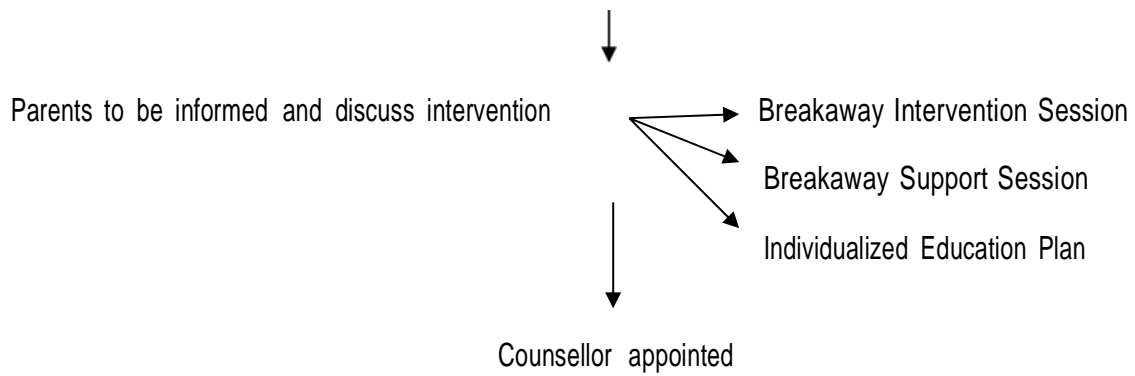 Parents to be informed and discuss intervention
Breakaway Intervention Session
Breakaway Support Session
Individualized Education Plan
Counsellor appointed